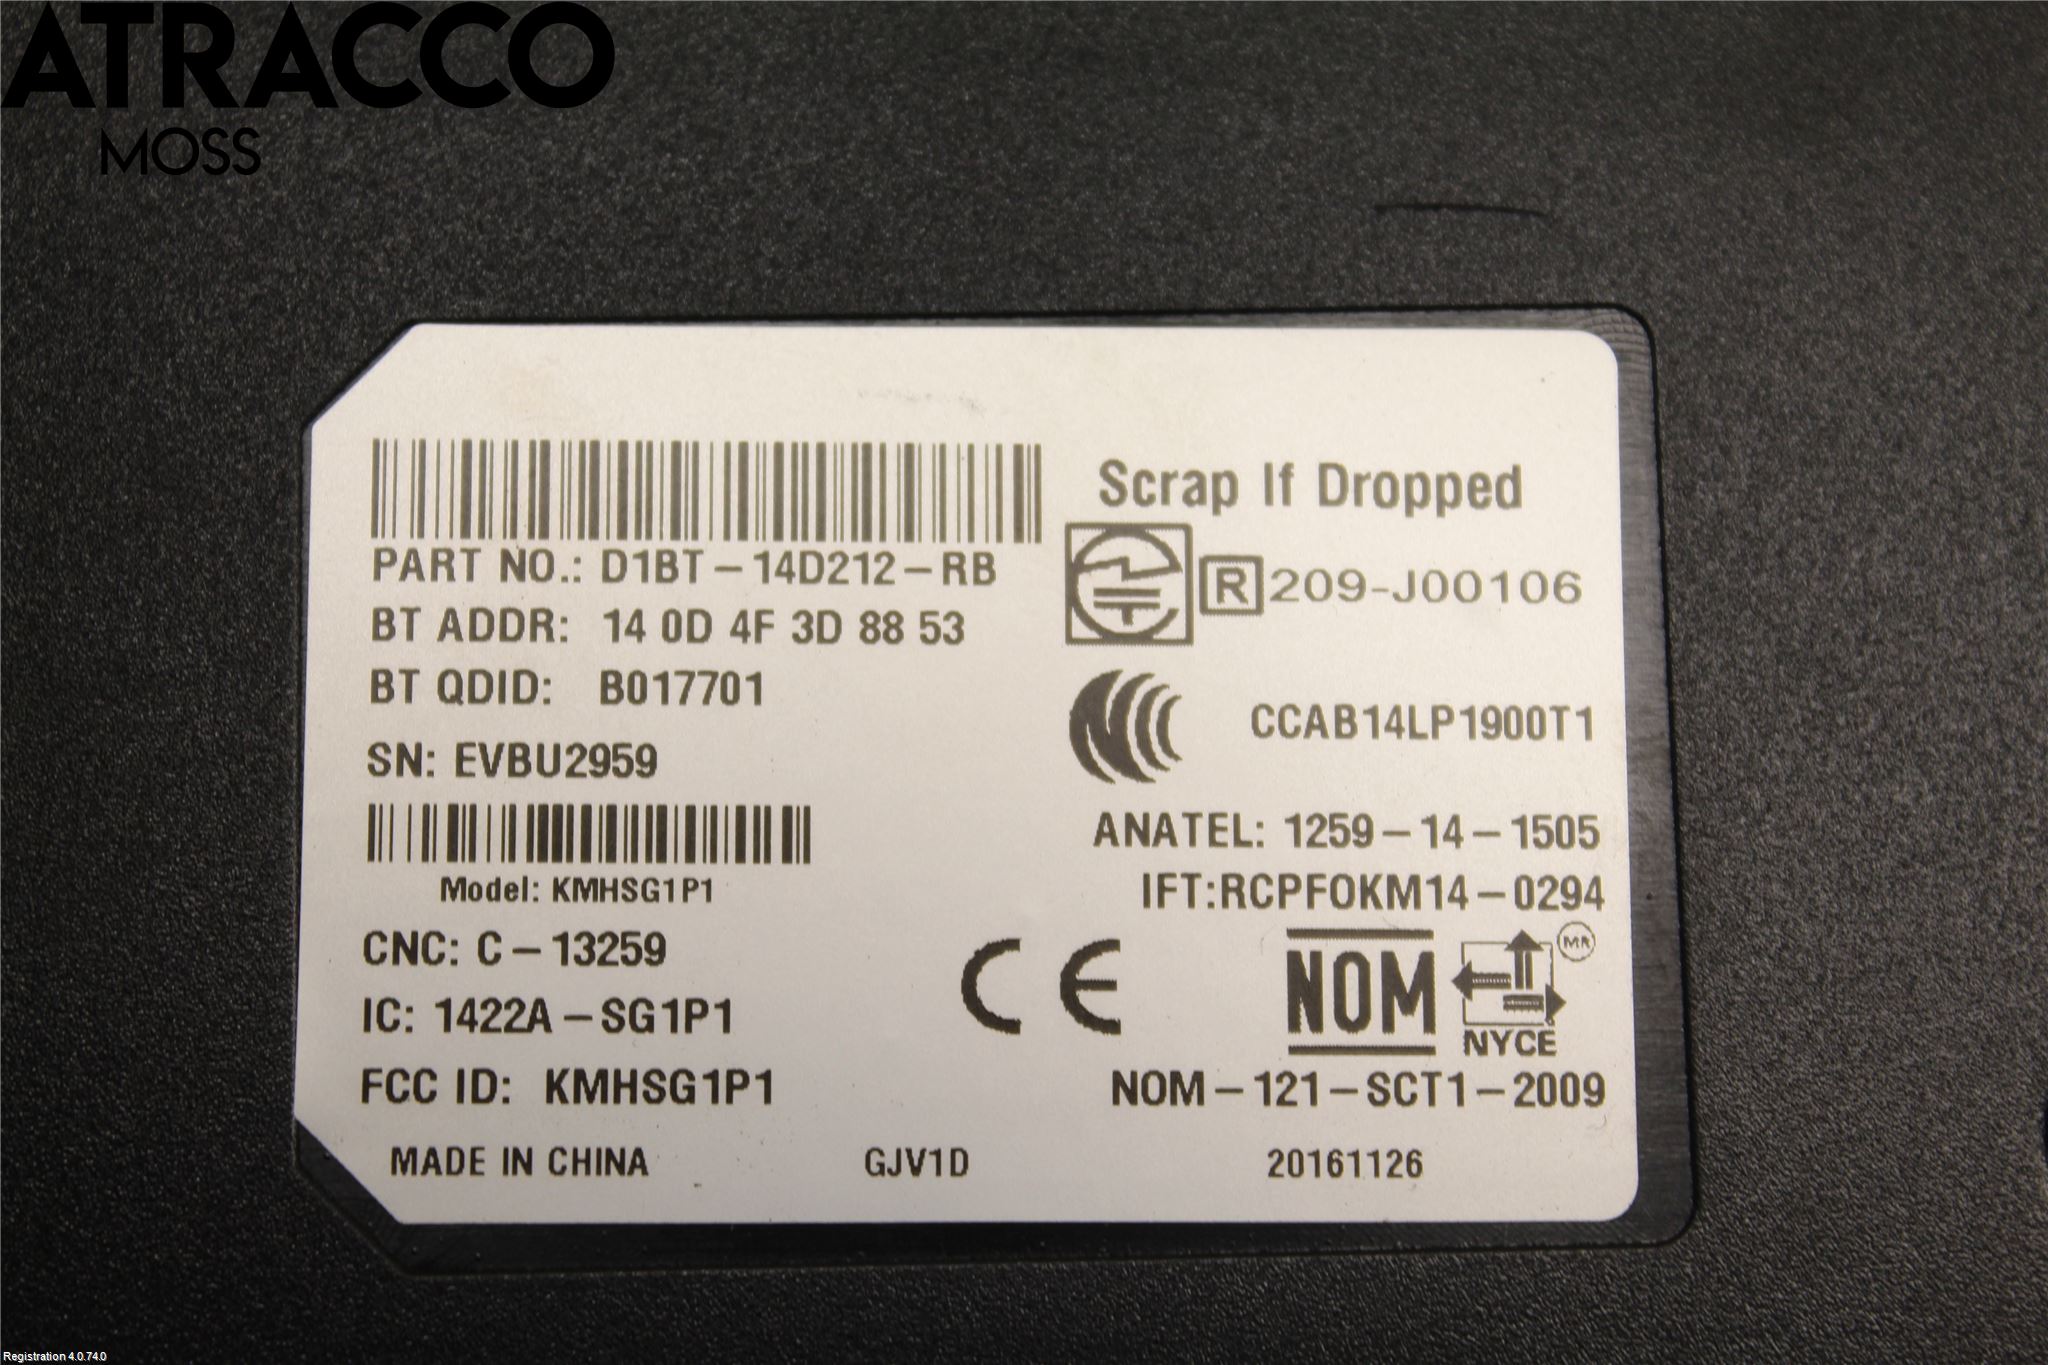 ATRACCO
MOSS
PART NO.: D1BT-14D212-RB
BT ADDR: 14 0D 4F 3D 88 53
BT QDID: B017701
SN: EVBU2959
Model: KMHSG1P1
CNC: C-13259
IC: 1422A-SG1P1
FCC ID: KMHSG1P1
MADE IN CHINA
GJV1D
Scrap If Dropped
R 209-J00106
CCAB14LP1900T1
ANATEL: 1259-14-1505
IFT:RCPFOKM14-0294
CE
NOM
MR
NYCE
NOM-121-SCT1-2009
20161126
Registration 4.0.74.0